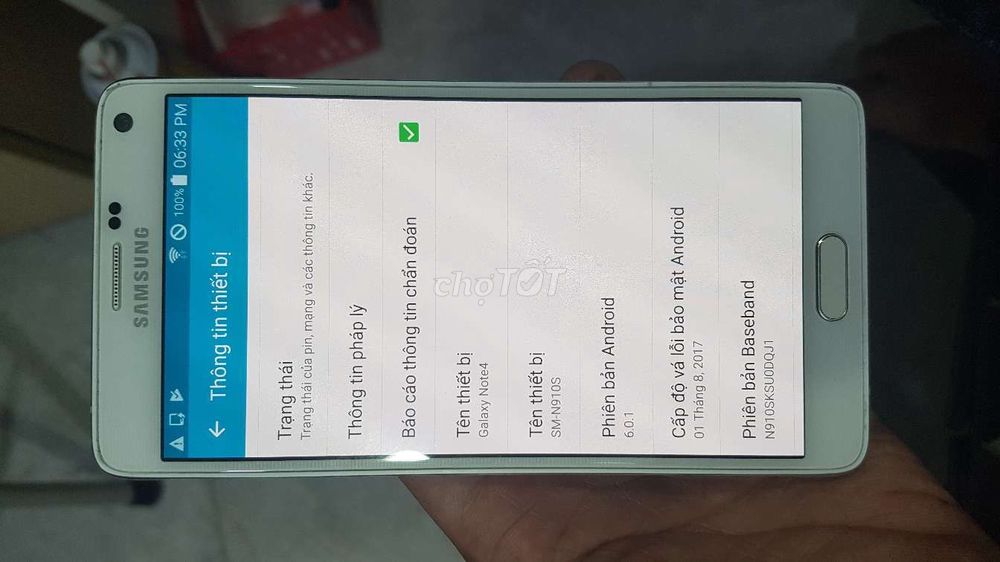 SAMSUNG
100% 06:33 PM
Thông tin thiết bị
Trạng thái
Trạng thái của pin, mạng và các thông tin khác.
Thông tin pháp lý
Báo cáo thông tin chẩn đoán
Tên thiết bị
Galaxy Note4
Tên thiết bị
SM-N910S
Phiên bản Android
6.0.1
Cấp độ vá lỗi bảo mật Android
01 Tháng 8, 2017
Phiên bản Baseband
N910SKSU0DQJ1
chợTỐT